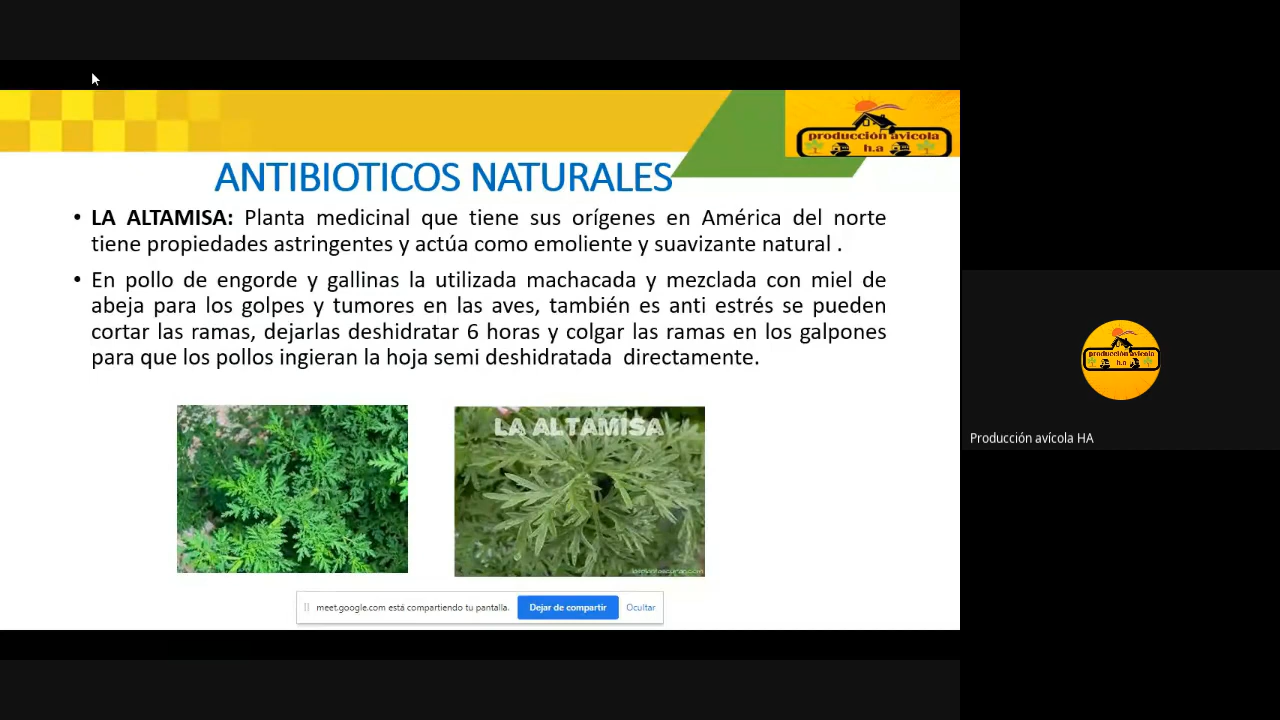 producción avicola
h.a
ANTIBIOTICOS NATURALES
• LA ALTAMISA: Planta medicinal que tiene sus orígenes en América del norte
tiene propiedades astringentes y actúa como emoliente y suavizante natural .
• En pollo de engorde y gallinas la utilizada machacada y mezclada con miel de
abeja para los golpes y tumores en las aves, también es anti estrés se pueden
cortar las ramas, dejarlas deshidratar 6 horas y colgar las ramas en los galpones
para que los pollos ingieran la hoja semi deshidratada directamente.
LA ALTAMISA
meet.google.com está compartiendo tu pantalla. Dejar de compartir Ocultar
producción avicola
h.a
Producción avícola HA